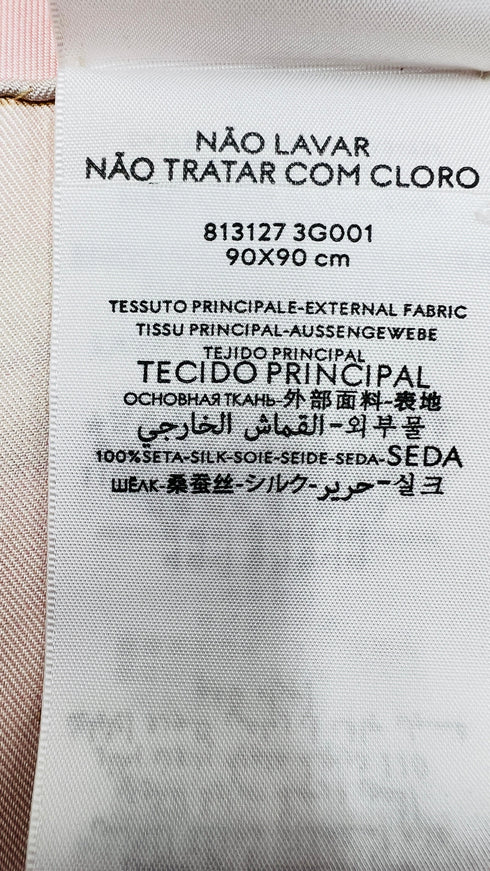 NÃO LAVAR
NÃO TRATAR COM CLORO
813127 3G001
90X90 cm
TESSUTO PRINCIPALE-EXTERNAL FABRIC
TISSU PRINCIPAL-AUSSENGEWEBE
TEJIDO PRINCIPAL
TECIDO PRINCIPAL
ОСНОВНАЯ ТКАНЬ-外部面料-表地
외부 물-القماش الخارجي
100%SETA-SILK-SOIE-SEIDE-SEDA-SEDA
ШЁЛК-桑蚕丝-シルク-حرير-실크